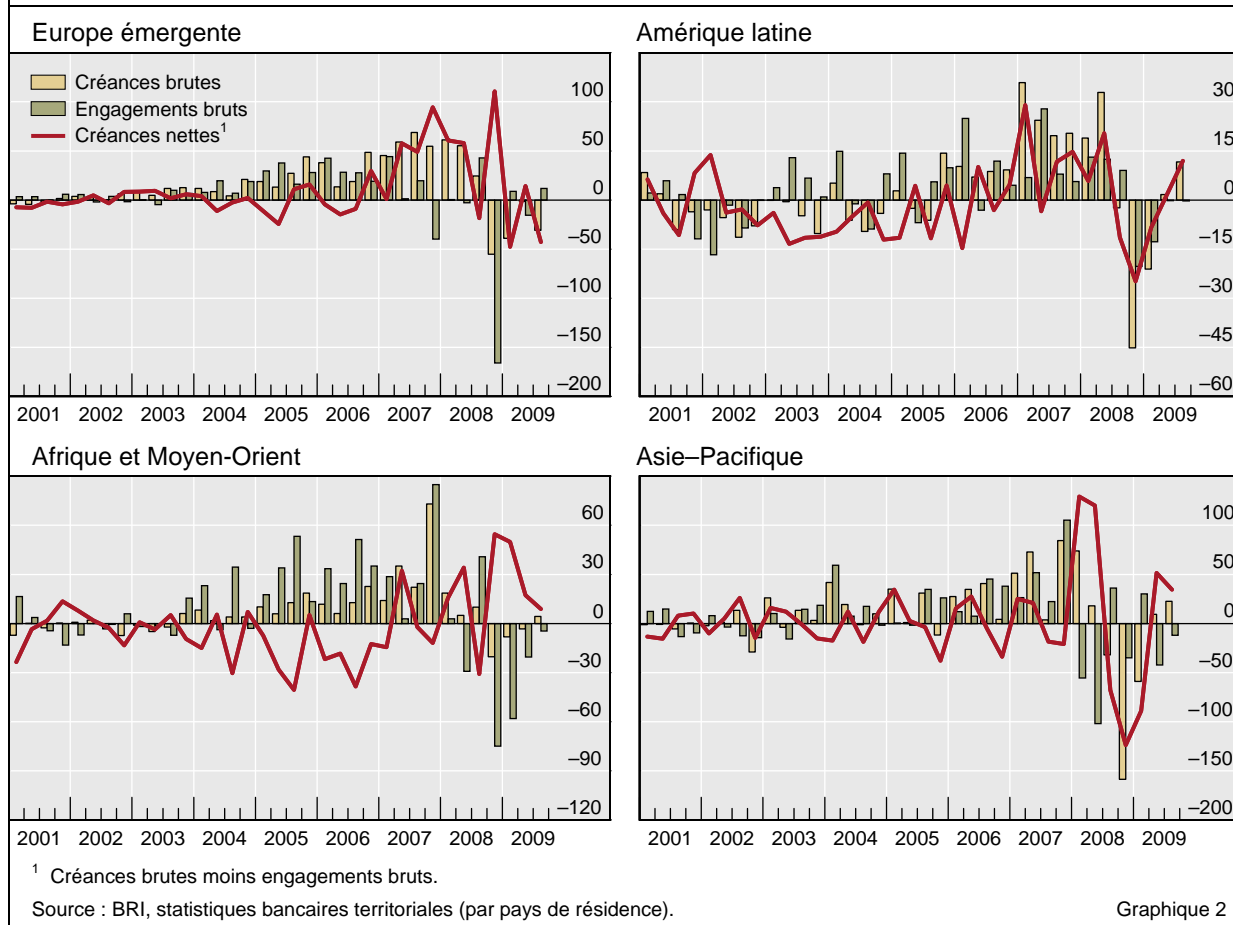 Europe émergente
Créances brutes
Engagements bruts
Créances nettes1
100
50
0
–50
–100
–150
–200
2001 2002 2003 2004 2005 2006 2007 2008 2009
Amérique latine
30
15
0
–15
–30
–45
–60
2001 2002 2003 2004 2005 2006 2007 2008 2009
Afrique et Moyen-Orient
60
30
0
–30
–60
–90
–120
2001 2002 2003 2004 2005 2006 2007 2008 2009
Asie–Pacifique
100
50
0
–50
–100
–150
–200
2001 2002 2003 2004 2005 2006 2007 2008 2009
1 Créances brutes moins engagements bruts.
Source : BRI, statistiques bancaires territoriales (par pays de résidence). Graphique 2